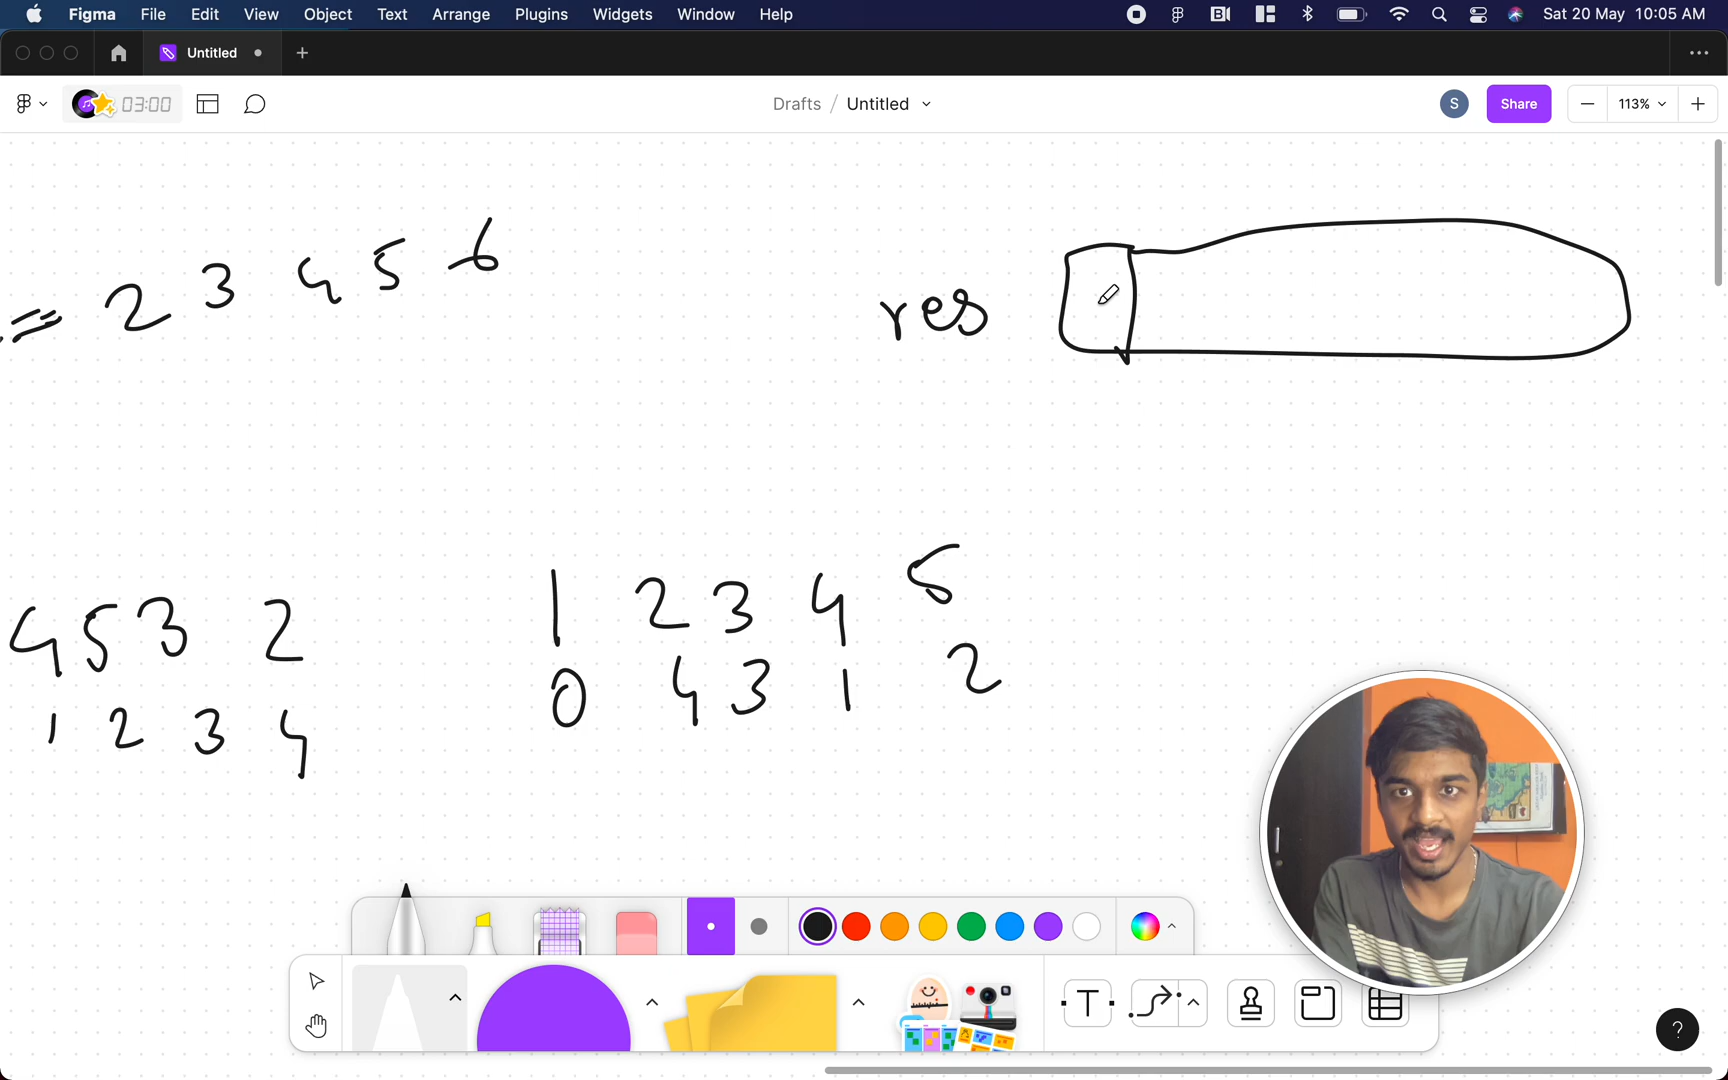 Figma File Edit View Object Text Arrange Plugins Widgets Window Help Sat 20 May 10:05 AM
Untitled
03:00 Drafts / Untitled S Share 113%
= 2 3 4 5 6
res
4 5 3 2
1 2 3 4
1 2 3 4 5
0 4 3 1 2
T
?